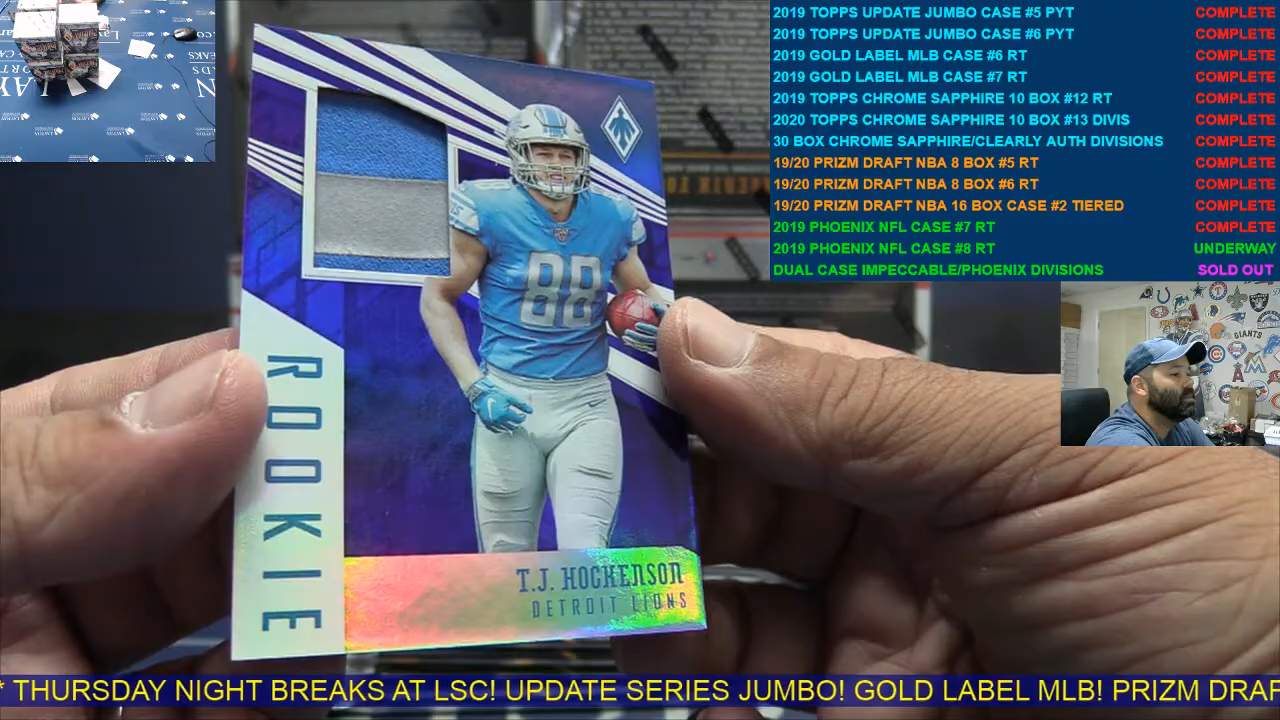 2019 TOPPS UPDATE JUMBO CASE #5 PYT COMPLETE
2019 TOPPS UPDATE JUMBO CASE #6 PYT COMPLETE
2019 GOLD LABEL MLB CASE #6 RT COMPLETE
2019 GOLD LABEL MLB CASE #7 RT COMPLETE
2019 TOPPS CHROME SAPPHIRE 10 BOX #12 RT COMPLETE
2020 TOPPS CHROME SAPPHIRE 10 BOX #13 DIVIS COMPLETE
30 BOX CHROME SAPPHIRE/CLEARLY AUTH DIVISIONS COMPLETE
19/20 PRIZM DRAFT NBA 8 BOX #5 RT COMPLETE
19/20 PRIZM DRAFT NBA 8 BOX #6 RT COMPLETE
19/20 PRIZM DRAFT NBA 16 BOX CASE #2 TIERED COMPLETE
2019 PHOENIX NFL CASE #7 RT COMPLETE
2019 PHOENIX NFL CASE #8 RT UNDERWAY
DUAL CASE IMPECCABLE/PHOENIX DIVISIONS SOLD OUT
88
ROOKIE
T.J. HOCKENSON
DETROIT LIONS
GIANTS
* THURSDAY NIGHT BREAKS AT LSC! UPDATE SERIES JUMBO! GOLD LABEL MLB! PRIZM DRAF